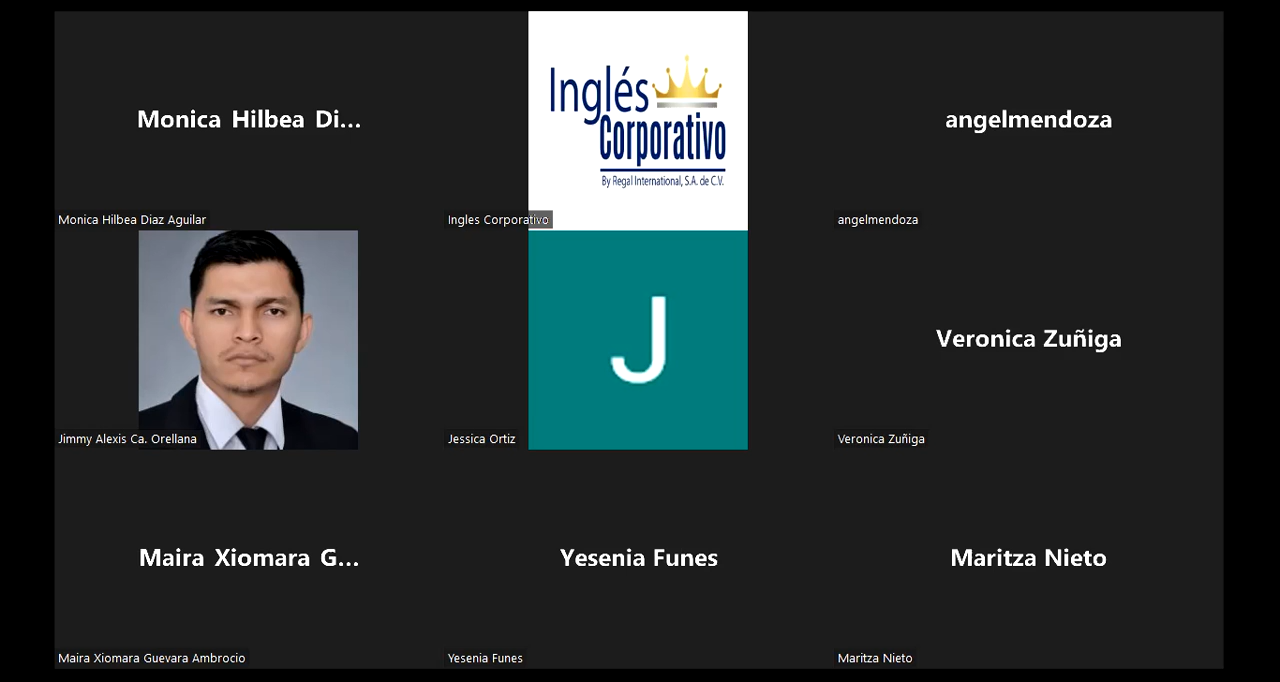 Monica Hilbea Di...
Monica Hilbea Diaz Aguilar
Inglés
Corporativo
By Regal International, S.A. de C.V.
Ingles Corporativo
angelmendoza
angelmendoza
Jimmy Alexis Ca. Orellana
J
Jessica Ortiz
Veronica Zuñiga
Veronica Zuñiga
Maira Xiomara G...
Maira Xiomara Guevara Ambrocio
Yesenia Funes
Yesenia Funes
Maritza Nieto
Maritza Nieto